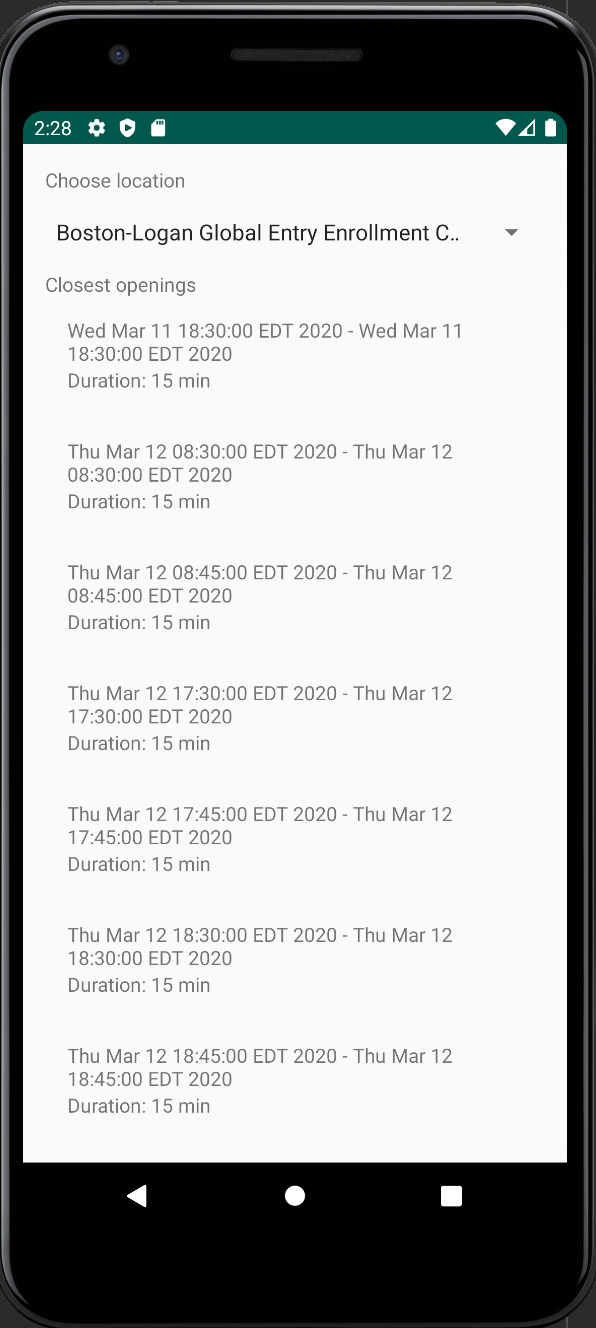 2:28
Choose location
Boston-Logan Global Entry Enrollment C..
Closest openings
Wed Mar 11 18:30:00 EDT 2020 - Wed Mar 11
18:30:00 EDT 2020
Duration: 15 min
Thu Mar 12 08:30:00 EDT 2020 - Thu Mar 12
08:30:00 EDT 2020
Duration: 15 min
Thu Mar 12 08:45:00 EDT 2020 - Thu Mar 12
08:45:00 EDT 2020
Duration: 15 min
Thu Mar 12 17:30:00 EDT 2020 - Thu Mar 12
17:30:00 EDT 2020
Duration: 15 min
Thu Mar 12 17:45:00 EDT 2020 - Thu Mar 12
17:45:00 EDT 2020
Duration: 15 min
Thu Mar 12 18:30:00 EDT 2020 - Thu Mar 12
18:30:00 EDT 2020
Duration: 15 min
Thu Mar 12 18:45:00 EDT 2020 - Thu Mar 12
18:45:00 EDT 2020
Duration: 15 min